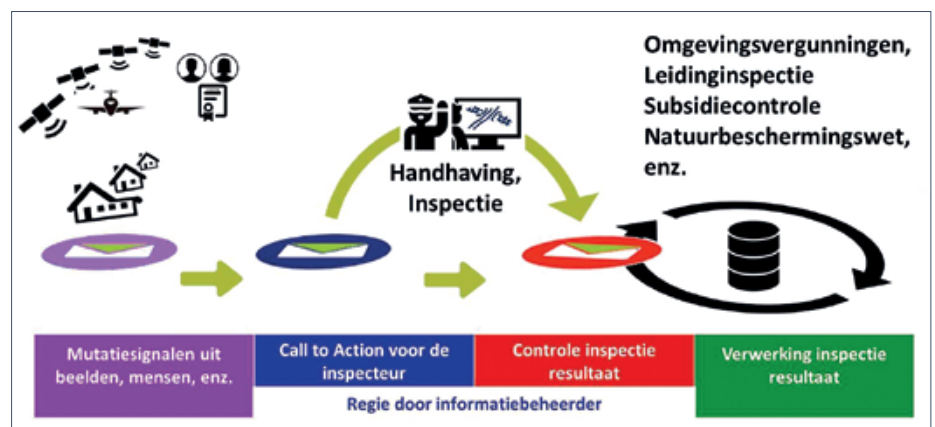 Omgevingsvergunningen,
Leidinginspectie
Subsidiecontrole
Natuurbeschermingswet,
enz.
Handhaving,
Inspectie
Mutatiesignalen uit
beelden, mensen, enz.
Call to Action voor de
inspecteur
Controle inspectie
resultaat
Verwerking inspectie
resultaat
Regie door informatiebeheerder